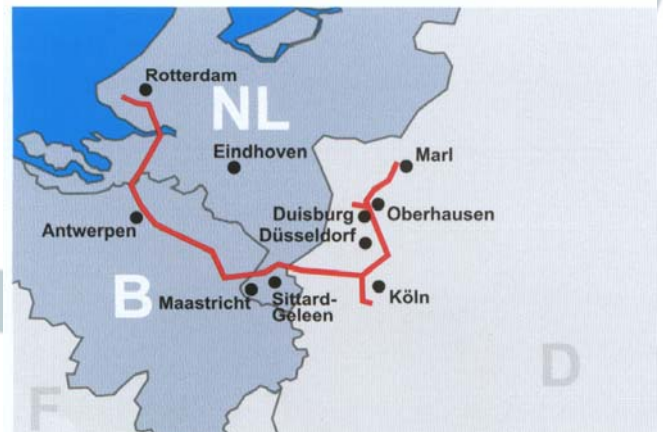 Rotterdam
NL
Eindhoven
Marl
Duisburg
Oberhausen
Antwerpen
Düsseldorf
B
Maastricht
Sittard-
Geleen
Köln
D
F